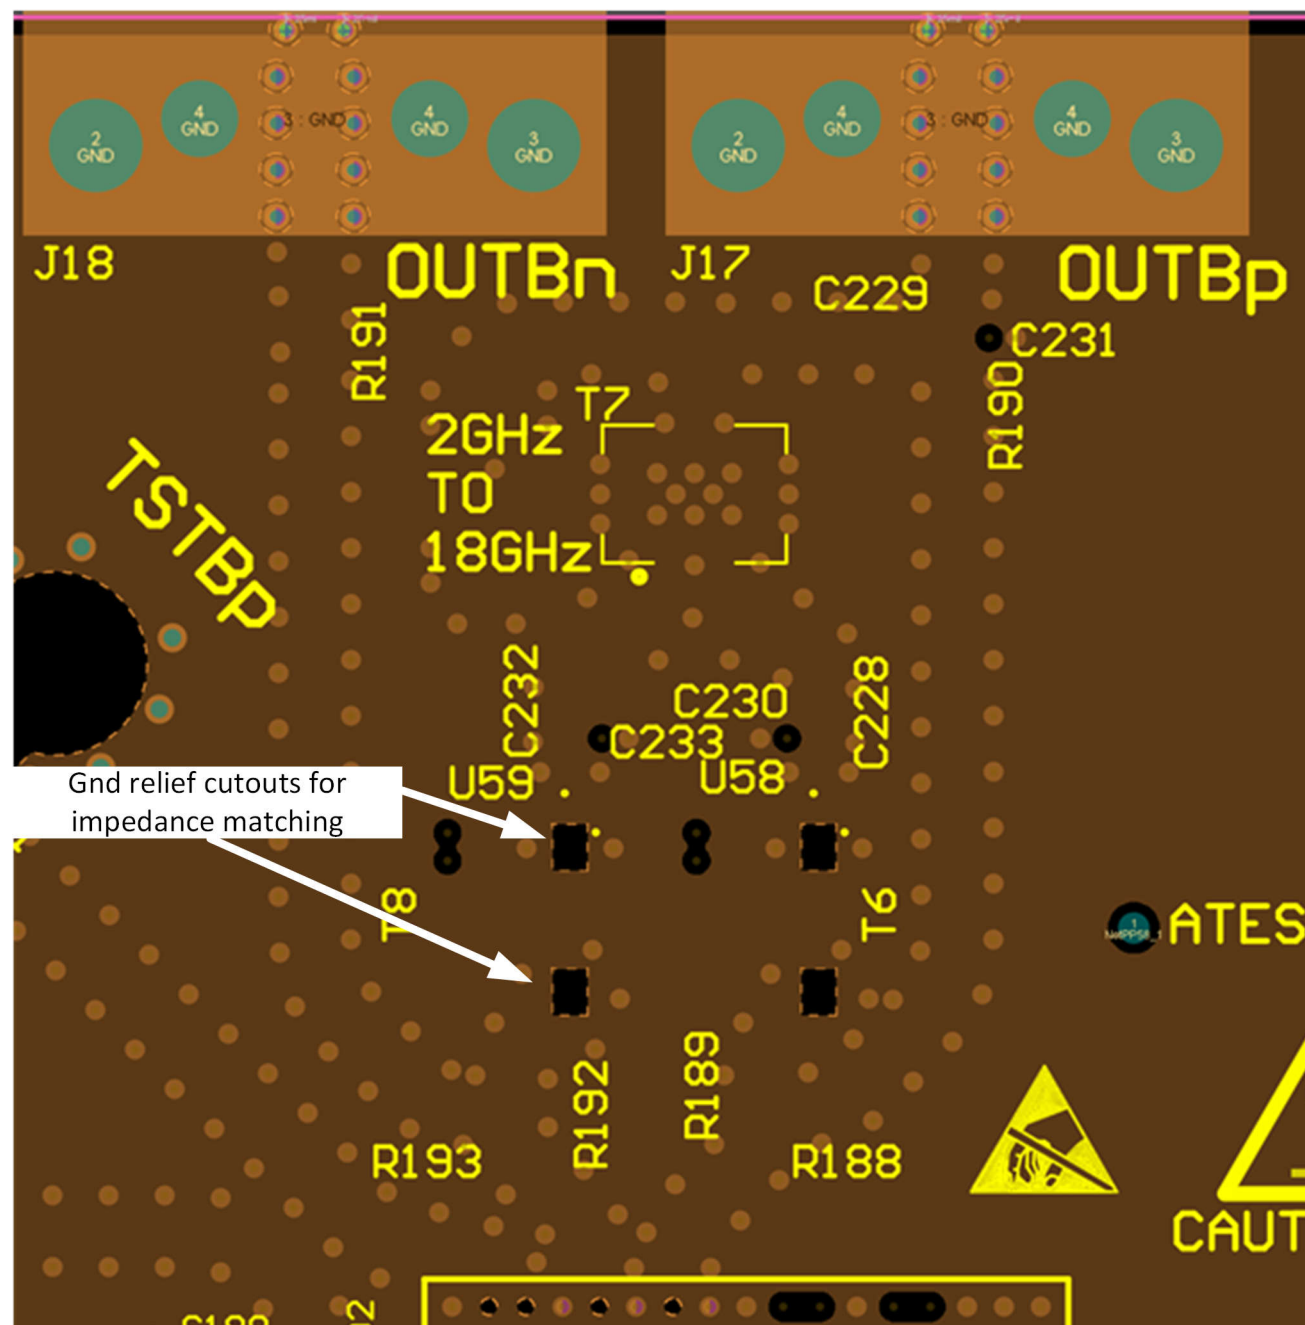 2
GND
4
GND
3 : GND
4
GND
3
GND
2
GND
4
GND
3 : GND
4
GND
3
GND
J18
OUTBn
J17
C229
OUTBp
R191
C231
R190
T7
2GHz
TO
18GHz
TSTBp
C232
C230
C228
C233
U59
U58
Gnd relief cutouts for
impedance matching
T8
T6
1
ATES
R192
R189
R193
R188
CAUT